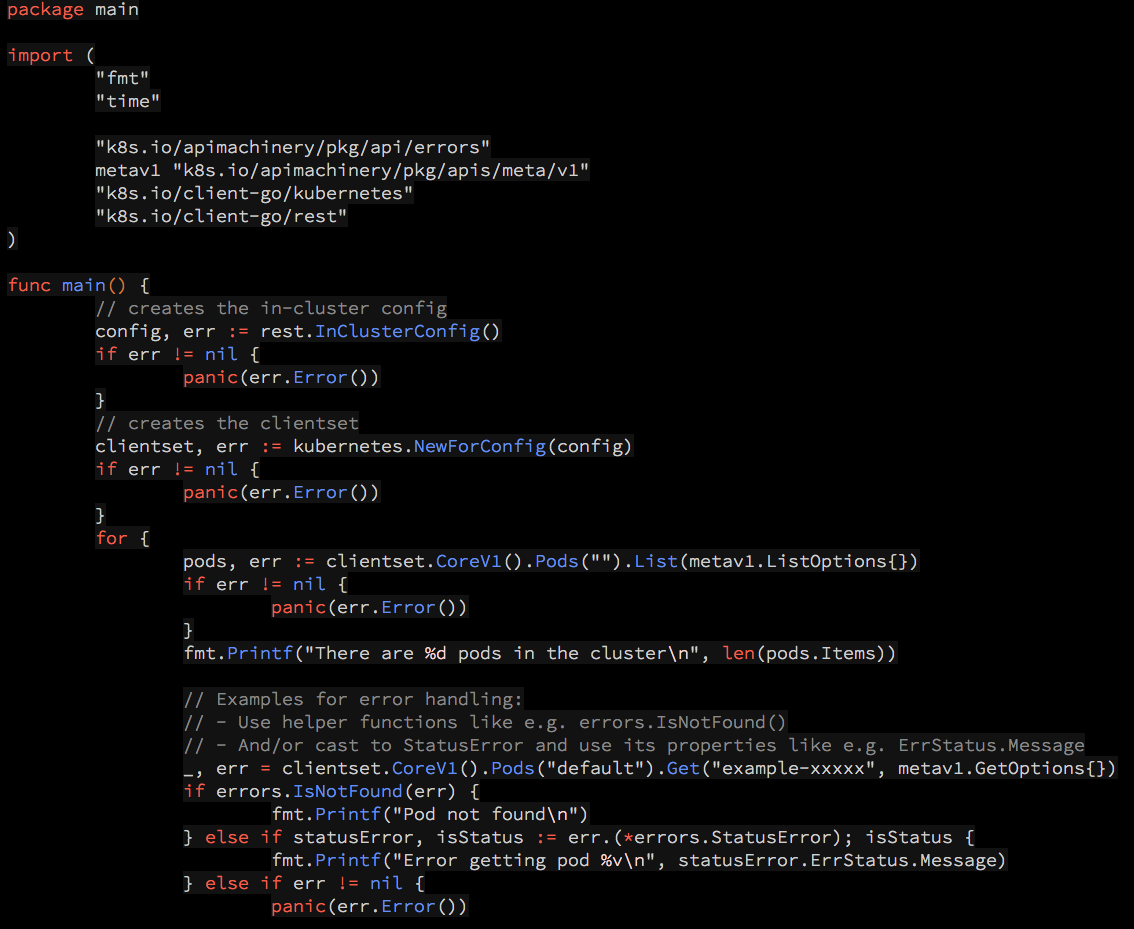 package main

import (
        "fmt"
        "time"

        "k8s.io/apimachinery/pkg/api/errors"
        metav1 "k8s.io/apimachinery/pkg/apis/meta/v1"
        "k8s.io/client-go/kubernetes"
        "k8s.io/client-go/rest"
)

func main() {
        // creates the in-cluster config
        config, err := rest.InClusterConfig()
        if err != nil {
                panic(err.Error())
        }
        // creates the clientset
        clientset, err := kubernetes.NewForConfig(config)
        if err != nil {
                panic(err.Error())
        }
        for {
                pods, err := clientset.CoreV1().Pods("").List(metav1.ListOptions{})
                if err != nil {
                        panic(err.Error())
                }
                fmt.Printf("There are %d pods in the cluster\n", len(pods.Items))

                // Examples for error handling:
                // - Use helper functions like e.g. errors.IsNotFound()
                // - And/or cast to StatusError and use its properties like e.g. ErrStatus.Message
                _, err = clientset.CoreV1().Pods("default").Get("example-xxxxx", metav1.GetOptions{})
                if errors.IsNotFound(err) {
                        fmt.Printf("Pod not found\n")
                } else if statusError, isStatus := err.(*errors.StatusError); isStatus {
                        fmt.Printf("Error getting pod %v\n", statusError.ErrStatus.Message)
                } else if err != nil {
                        panic(err.Error())